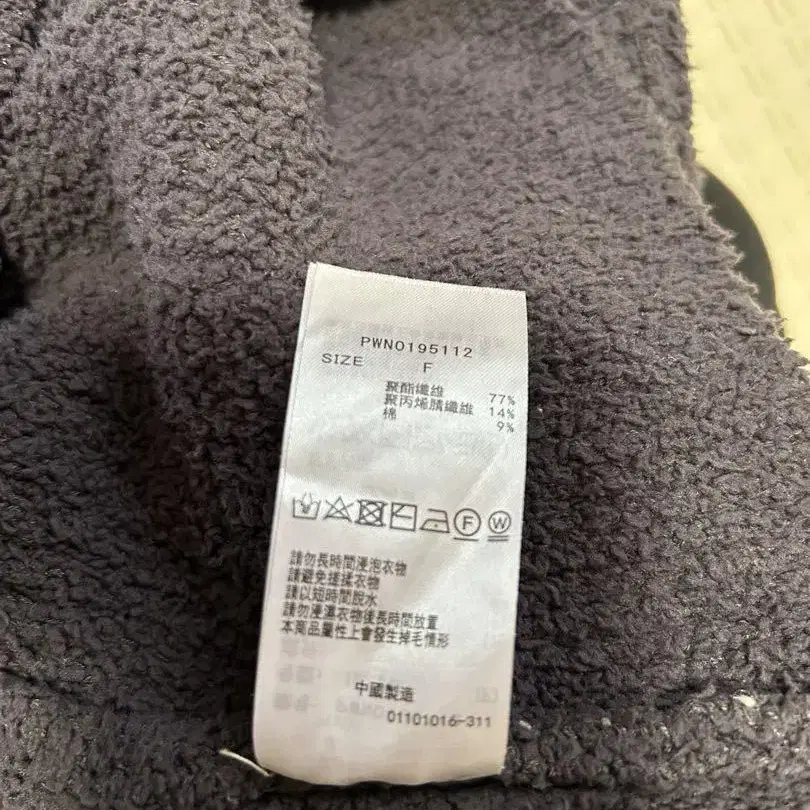 PWNO195112
SIZE F
聚酯纖維 77%
聚丙烯腈纖維 14%
棉 9%
F W
請勿長時間浸泡衣物
請避免搓揉衣物
請以短時間脫水
請勿浸濕衣物後長時間放置
本商品屬性上會發生掉毛情形
中國製造
01101016-311